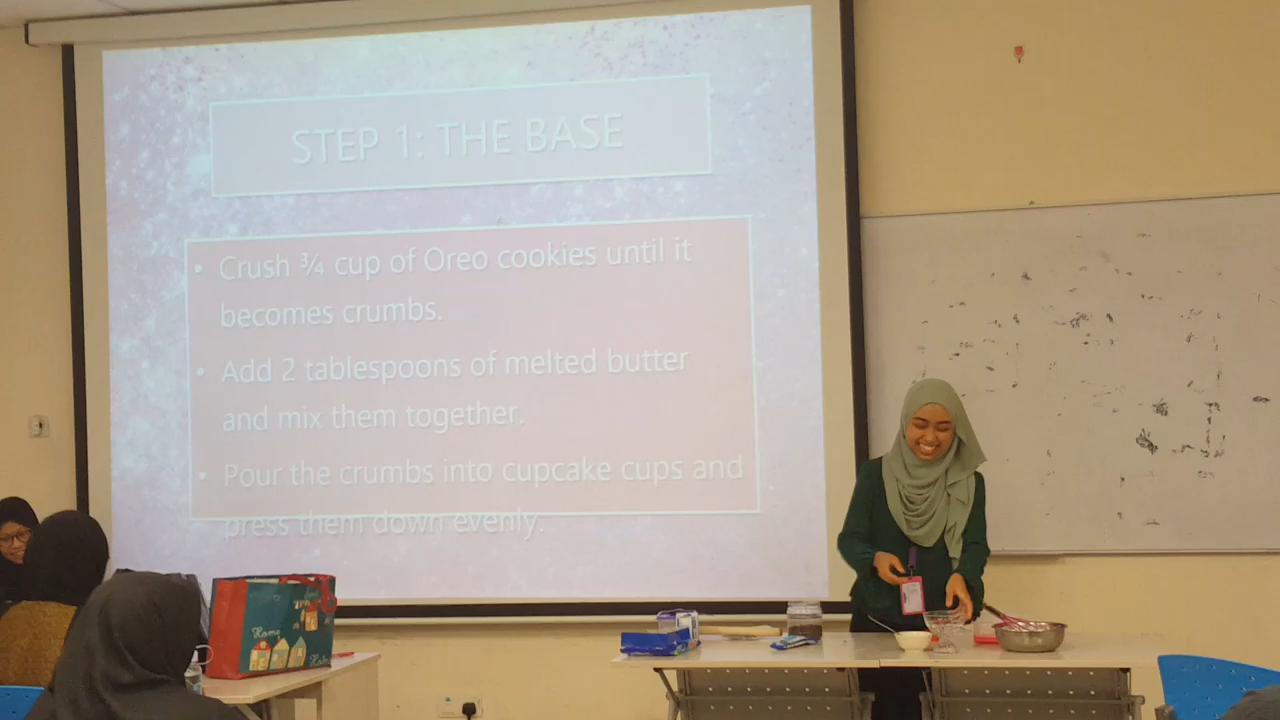 STEP 1: THE BASE
• Crush ¾ cup of Oreo cookies until it
becomes crumbs.
• Add 2 tablespoons of melted butter
and mix them together.
• Pour the crumbs into cupcake cups and
press them down evenly.
Home